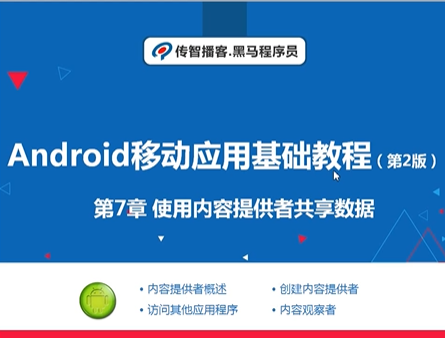 传智播客.黑马程序员
Android移动应用基础教程（第2版）
第7章 使用内容提供者共享数据
• 内容提供者概述 • 创建内容提供者
• 访问其他应用程序 • 内容观察者